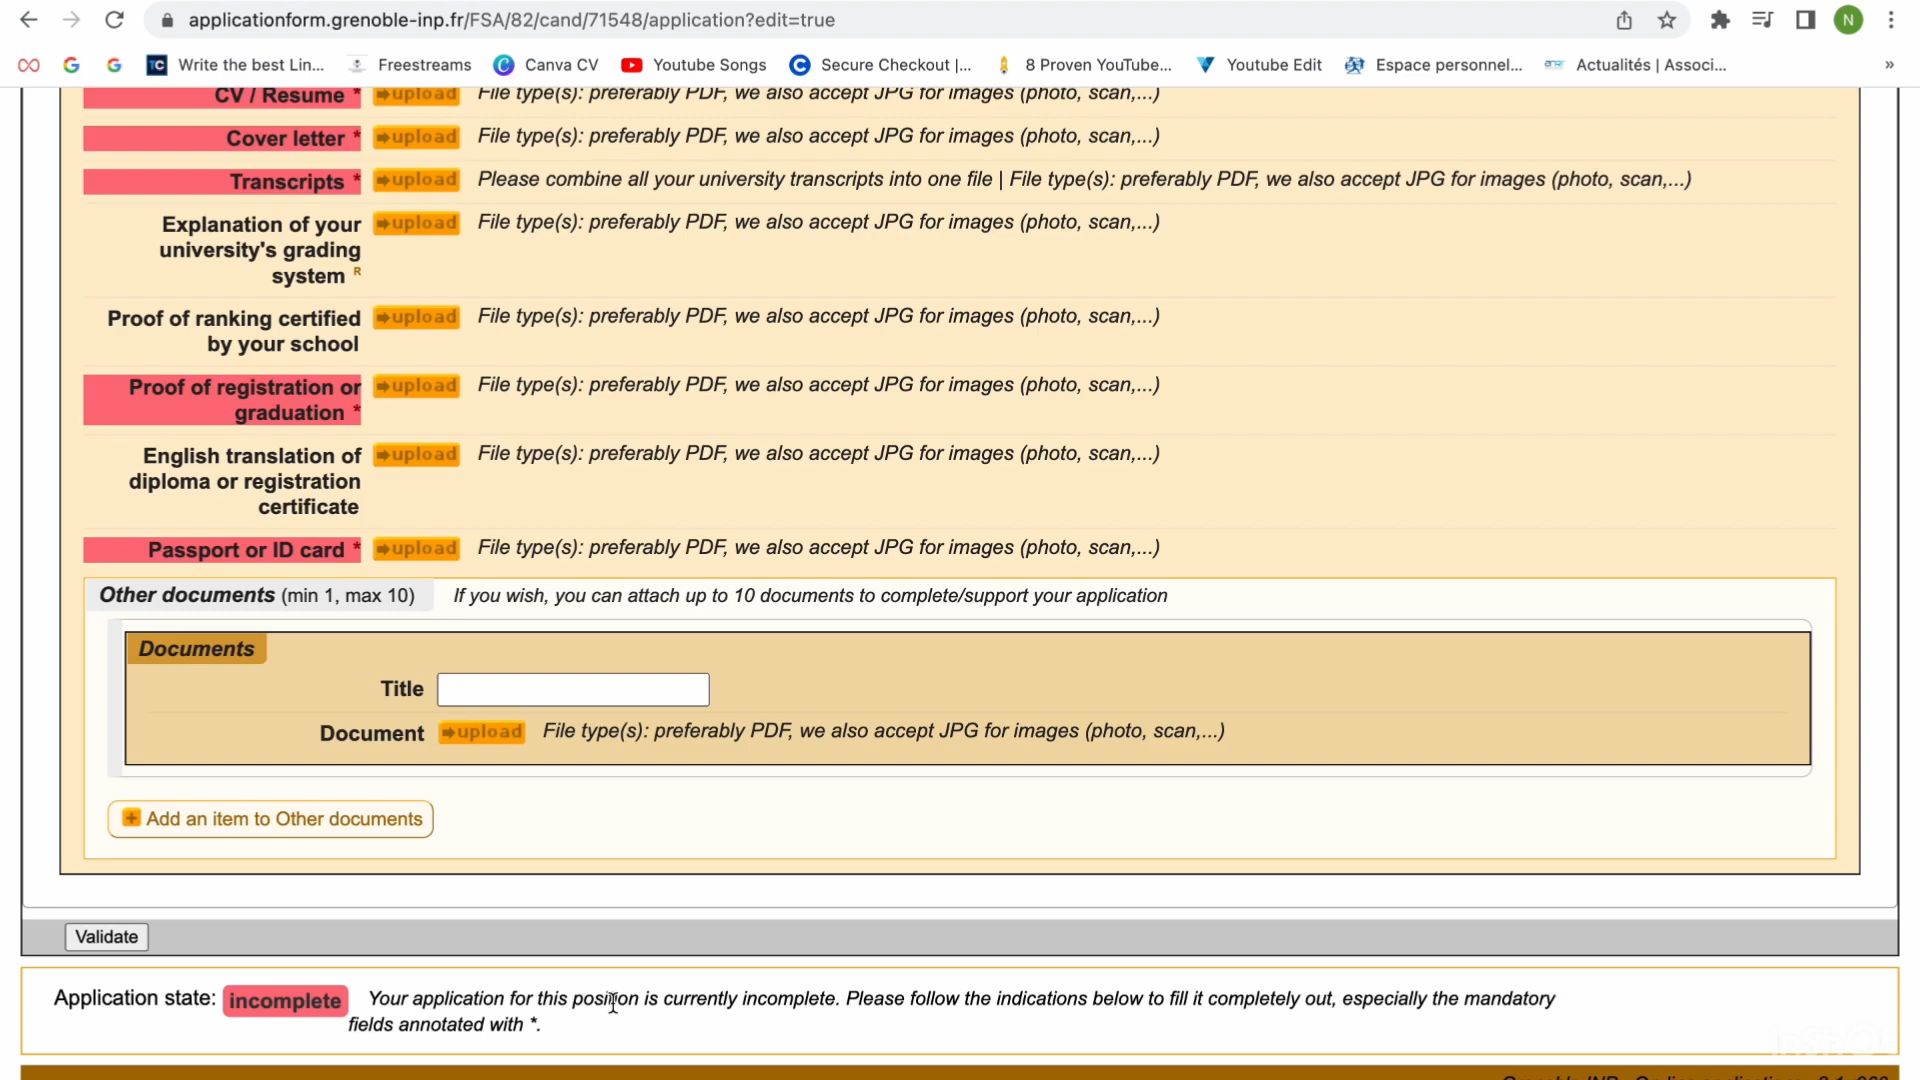 applicationform.grenoble-inp.fr/FSA/82/cand/71548/application?edit=true
N
TC Write the best Lin... Freestreams Canva CV Youtube Songs Secure Checkout |... 8 Proven YouTube... Youtube Edit Espace personnel... Actualités | Associ... »
CV / Resume * upload File type(s): preferably PDF, we also accept JPG for images (photo, scan,...)
Cover letter * upload File type(s): preferably PDF, we also accept JPG for images (photo, scan,...)
Transcripts * upload Please combine all your university transcripts into one file | File type(s): preferably PDF, we also accept JPG for images (photo, scan,...)
Explanation of your upload File type(s): preferably PDF, we also accept JPG for images (photo, scan,...)
university's grading
system R
Proof of ranking certified upload File type(s): preferably PDF, we also accept JPG for images (photo, scan,...)
by your school
Proof of registration or upload File type(s): preferably PDF, we also accept JPG for images (photo, scan,...)
graduation *
English translation of upload File type(s): preferably PDF, we also accept JPG for images (photo, scan,...)
diploma or registration
certificate
Passport or ID card * upload File type(s): preferably PDF, we also accept JPG for images (photo, scan,...)
Other documents (min 1, max 10) If you wish, you can attach up to 10 documents to complete/support your application
Documents
Title
Document upload File type(s): preferably PDF, we also accept JPG for images (photo, scan,...)
Add an item to Other documents
Validate
Application state: incomplete Your application for this position is currently incomplete. Please follow the indications below to fill it completely out, especially the mandatory
fields annotated with *.